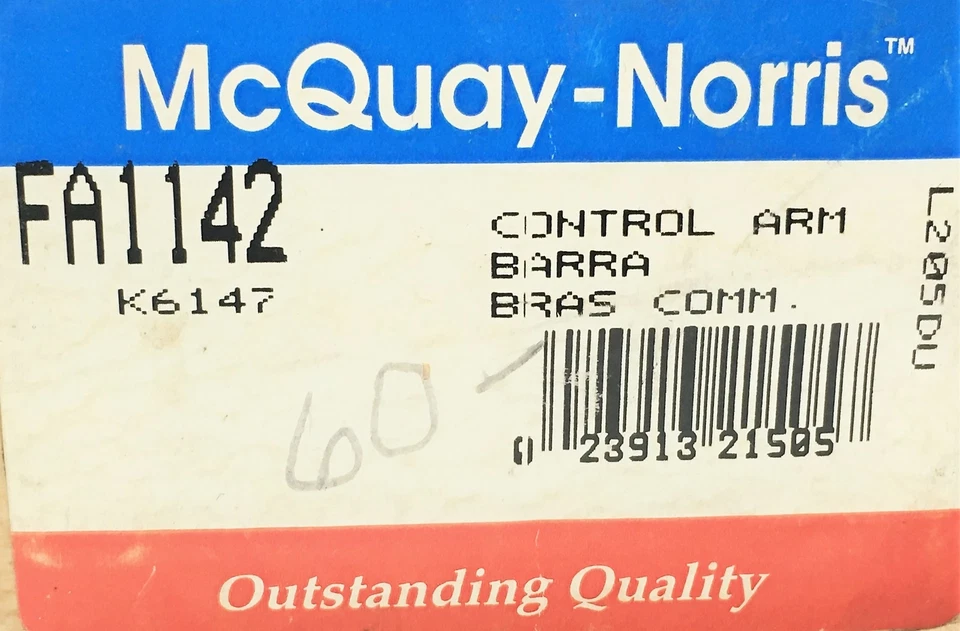 McQuay-Norris™
FA1142
K6147
CONTROL ARM
BARRA
BRAS COMM.
L205DU
60-
0 23913 21505
Outstanding Quality